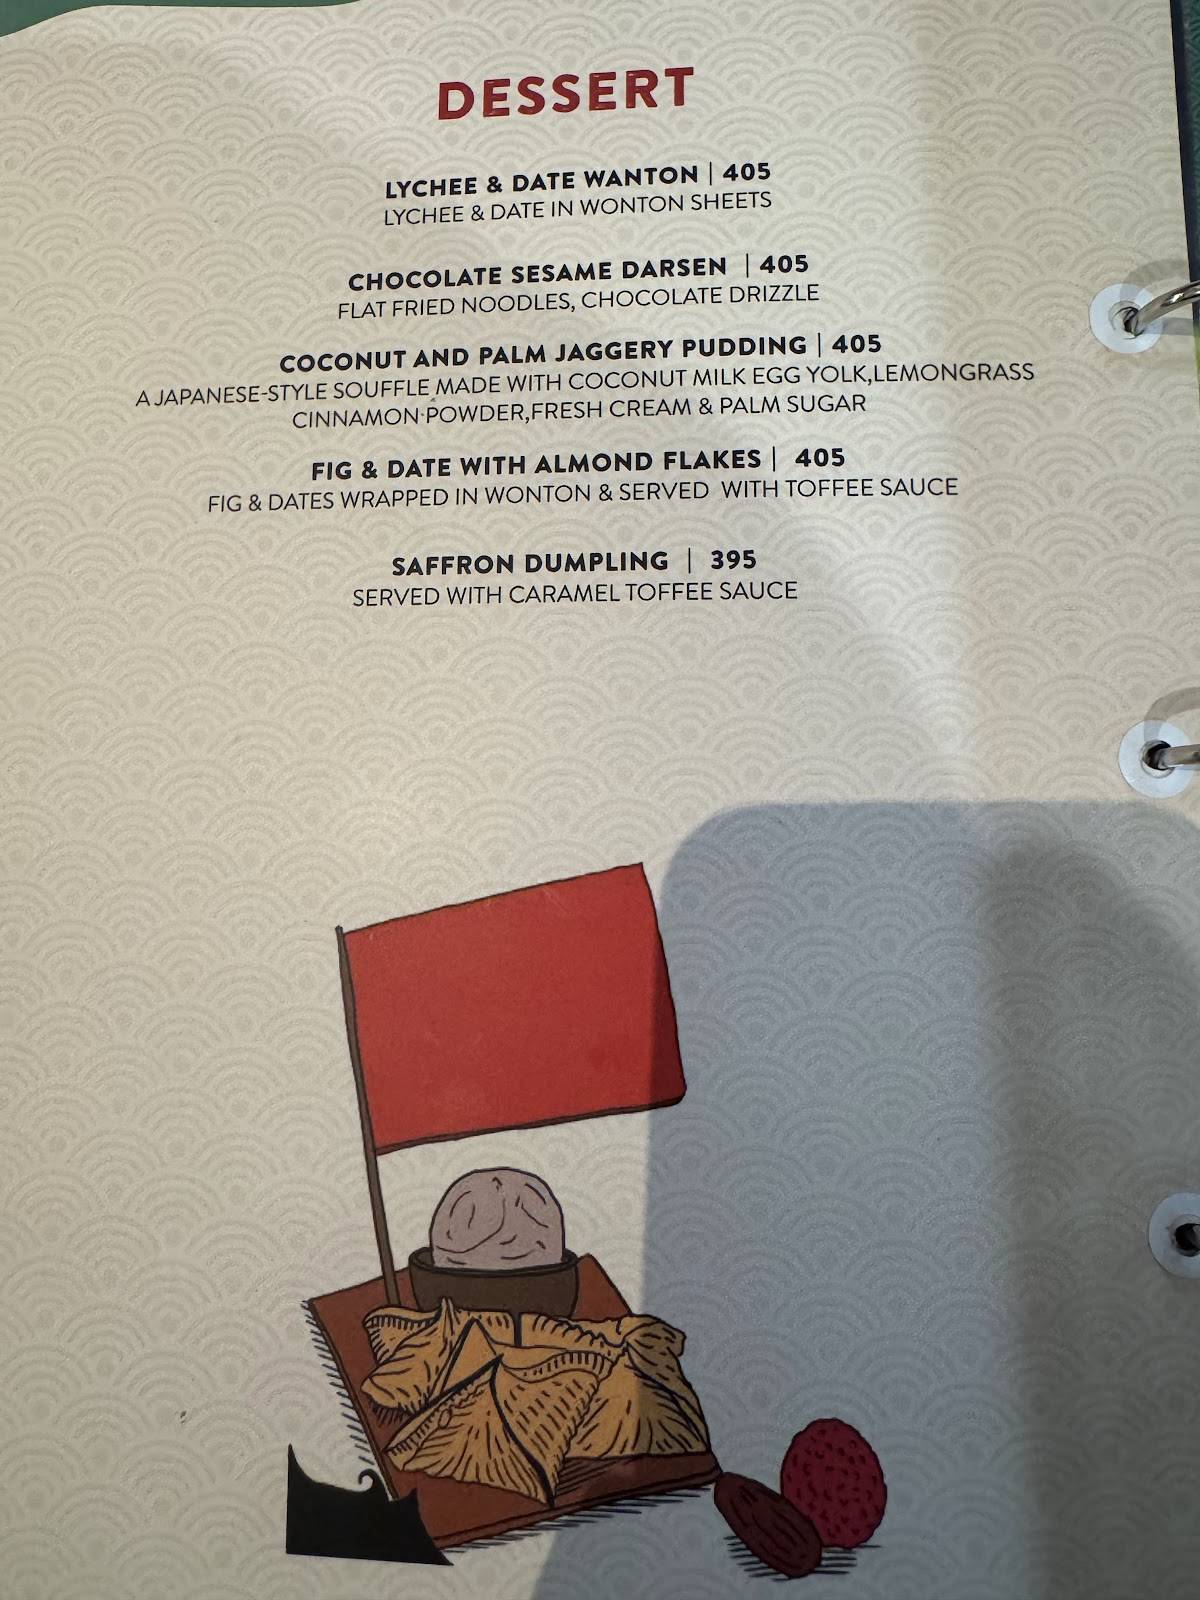 DESSERT
LYCHEE & DATE WANTON | 405
LYCHEE & DATE IN WONTON SHEETS
CHOCOLATE SESAME DARSEN | 405
FLAT FRIED NOODLES, CHOCOLATE DRIZZLE
COCONUT AND PALM JAGGERY PUDDING | 405
A JAPANESE-STYLE SOUFFLE MADE WITH COCONUT MILK EGG YOLK,LEMONGRASS
CINNAMON POWDER,FRESH CREAM & PALM SUGAR
FIG & DATE WITH ALMOND FLAKES | 405
FIG & DATES WRAPPED IN WONTON & SERVED WITH TOFFEE SAUCE
SAFFRON DUMPLING | 395
SERVED WITH CARAMEL TOFFEE SAUCE